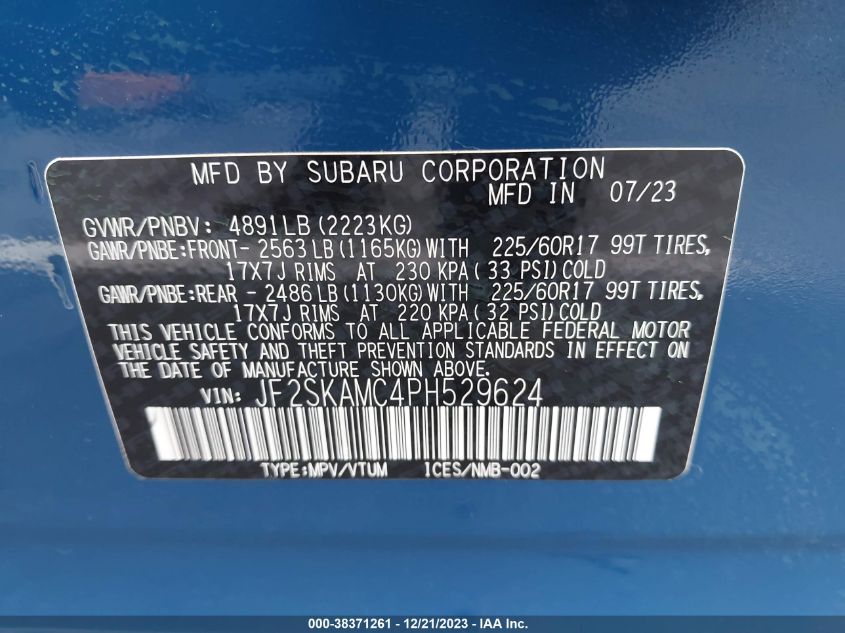 MFD BY SUBARU CORPORATION
MFD IN 07/23
GVWR/PNBV: 4891LB (2223KG)
GAWR/PNBE:FRONT- 2563LB(1165KG)WITH 225/60R17 99T TIRES,
17X7J RIMS AT 230 KPA( 33 PSI)COLD
GAWR/PNBE:REAR - 2486LB(1130KG)WITH 225/60R17 99T TIRES,
17X7J RIMS AT 220 KPA( 32 PSI)COLD
THIS VEHICLE CONFORMS TO ALL APPLICABLE FEDERAL MOTOR
VEHICLE SAFETY AND THEFT PREVENTION STANDARDS IN EFFECT ON
THE DATE OF MANUFACTURE SHOWN ABOVE.
VIN: JF2SKAMC4PH529624
TYPE:MPV/VTUM ICES/NMB-002
000-38371261 - 12/21/2023 - IAA Inc.